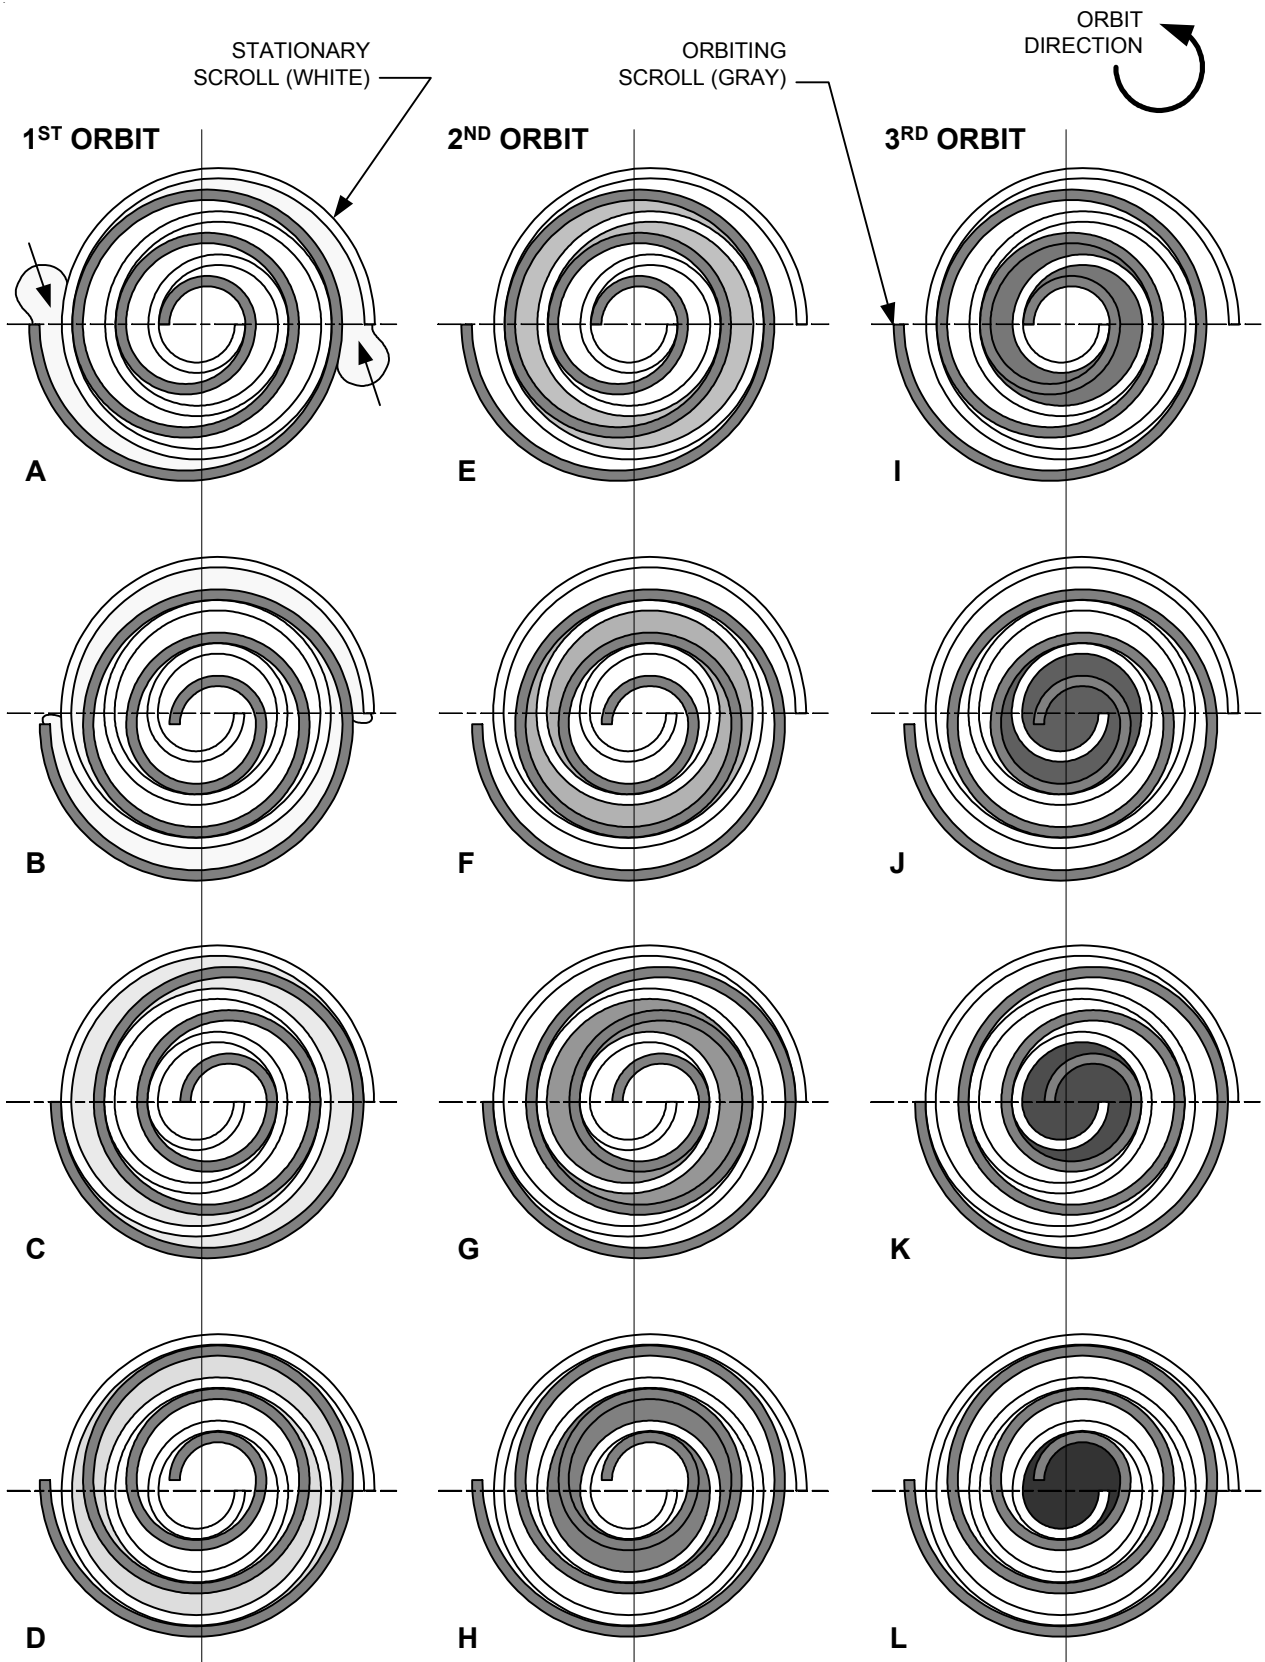 STATIONARY
SCROLL (WHITE)
ORBITING
SCROLL (GRAY)
ORBIT
DIRECTION
1ST ORBIT
2ND ORBIT
3RD ORBIT
A
E
I
B
F
J
C
G
K
D
H
L